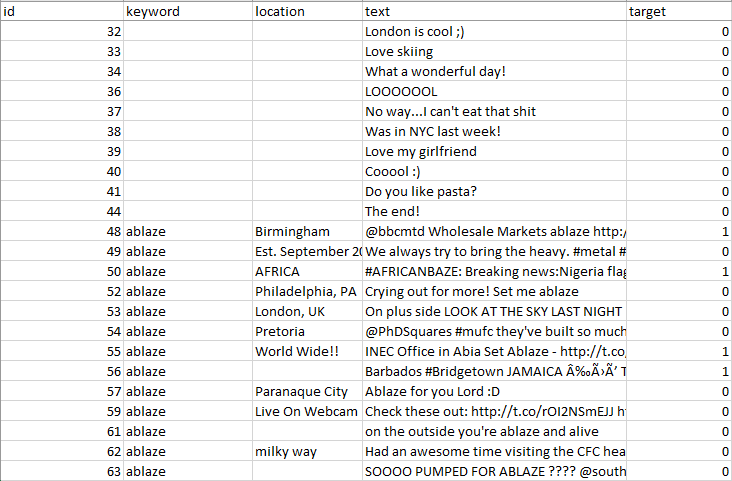 id keyword location text target
32 London is cool ;) 0
33 Love skiing 0
34 What a wonderful day! 0
36 LOOOOOOL 0
37 No way...I can't eat that shit 0
38 Was in NYC last week! 0
39 Love my girlfriend 0
40 Cooool :) 0
41 Do you like pasta? 0
44 The end! 0
48 ablaze Birmingham @bbcmtd Wholesale Markets ablaze http:/ 1
49 ablaze Est. September 20 We always try to bring the heavy. #metal # 0
50 ablaze AFRICA #AFRICANBAZE: Breaking news:Nigeria flag 1
52 ablaze Philadelphia, PA Crying out for more! Set me ablaze 0
53 ablaze London, UK On plus side LOOK AT THE SKY LAST NIGHT 0
54 ablaze Pretoria @PhDSquares #mufc they've built so much 0
55 ablaze World Wide!! INEC Office in Abia Set Ablaze - http://t.co/ 1
56 ablaze Barbados #Bridgetown JAMAICA Â‰Ã›Ã’ T 1
57 ablaze Paranaque City Ablaze for you Lord :D 0
59 ablaze Live On Webcam Check these out: http://t.co/rOI2NSmEJJ ht 0
61 ablaze on the outside you're ablaze and alive 0
62 ablaze milky way Had an awesome time visiting the CFC hea 0
63 ablaze SOOOO PUMPED FOR ABLAZE ???? @south 0